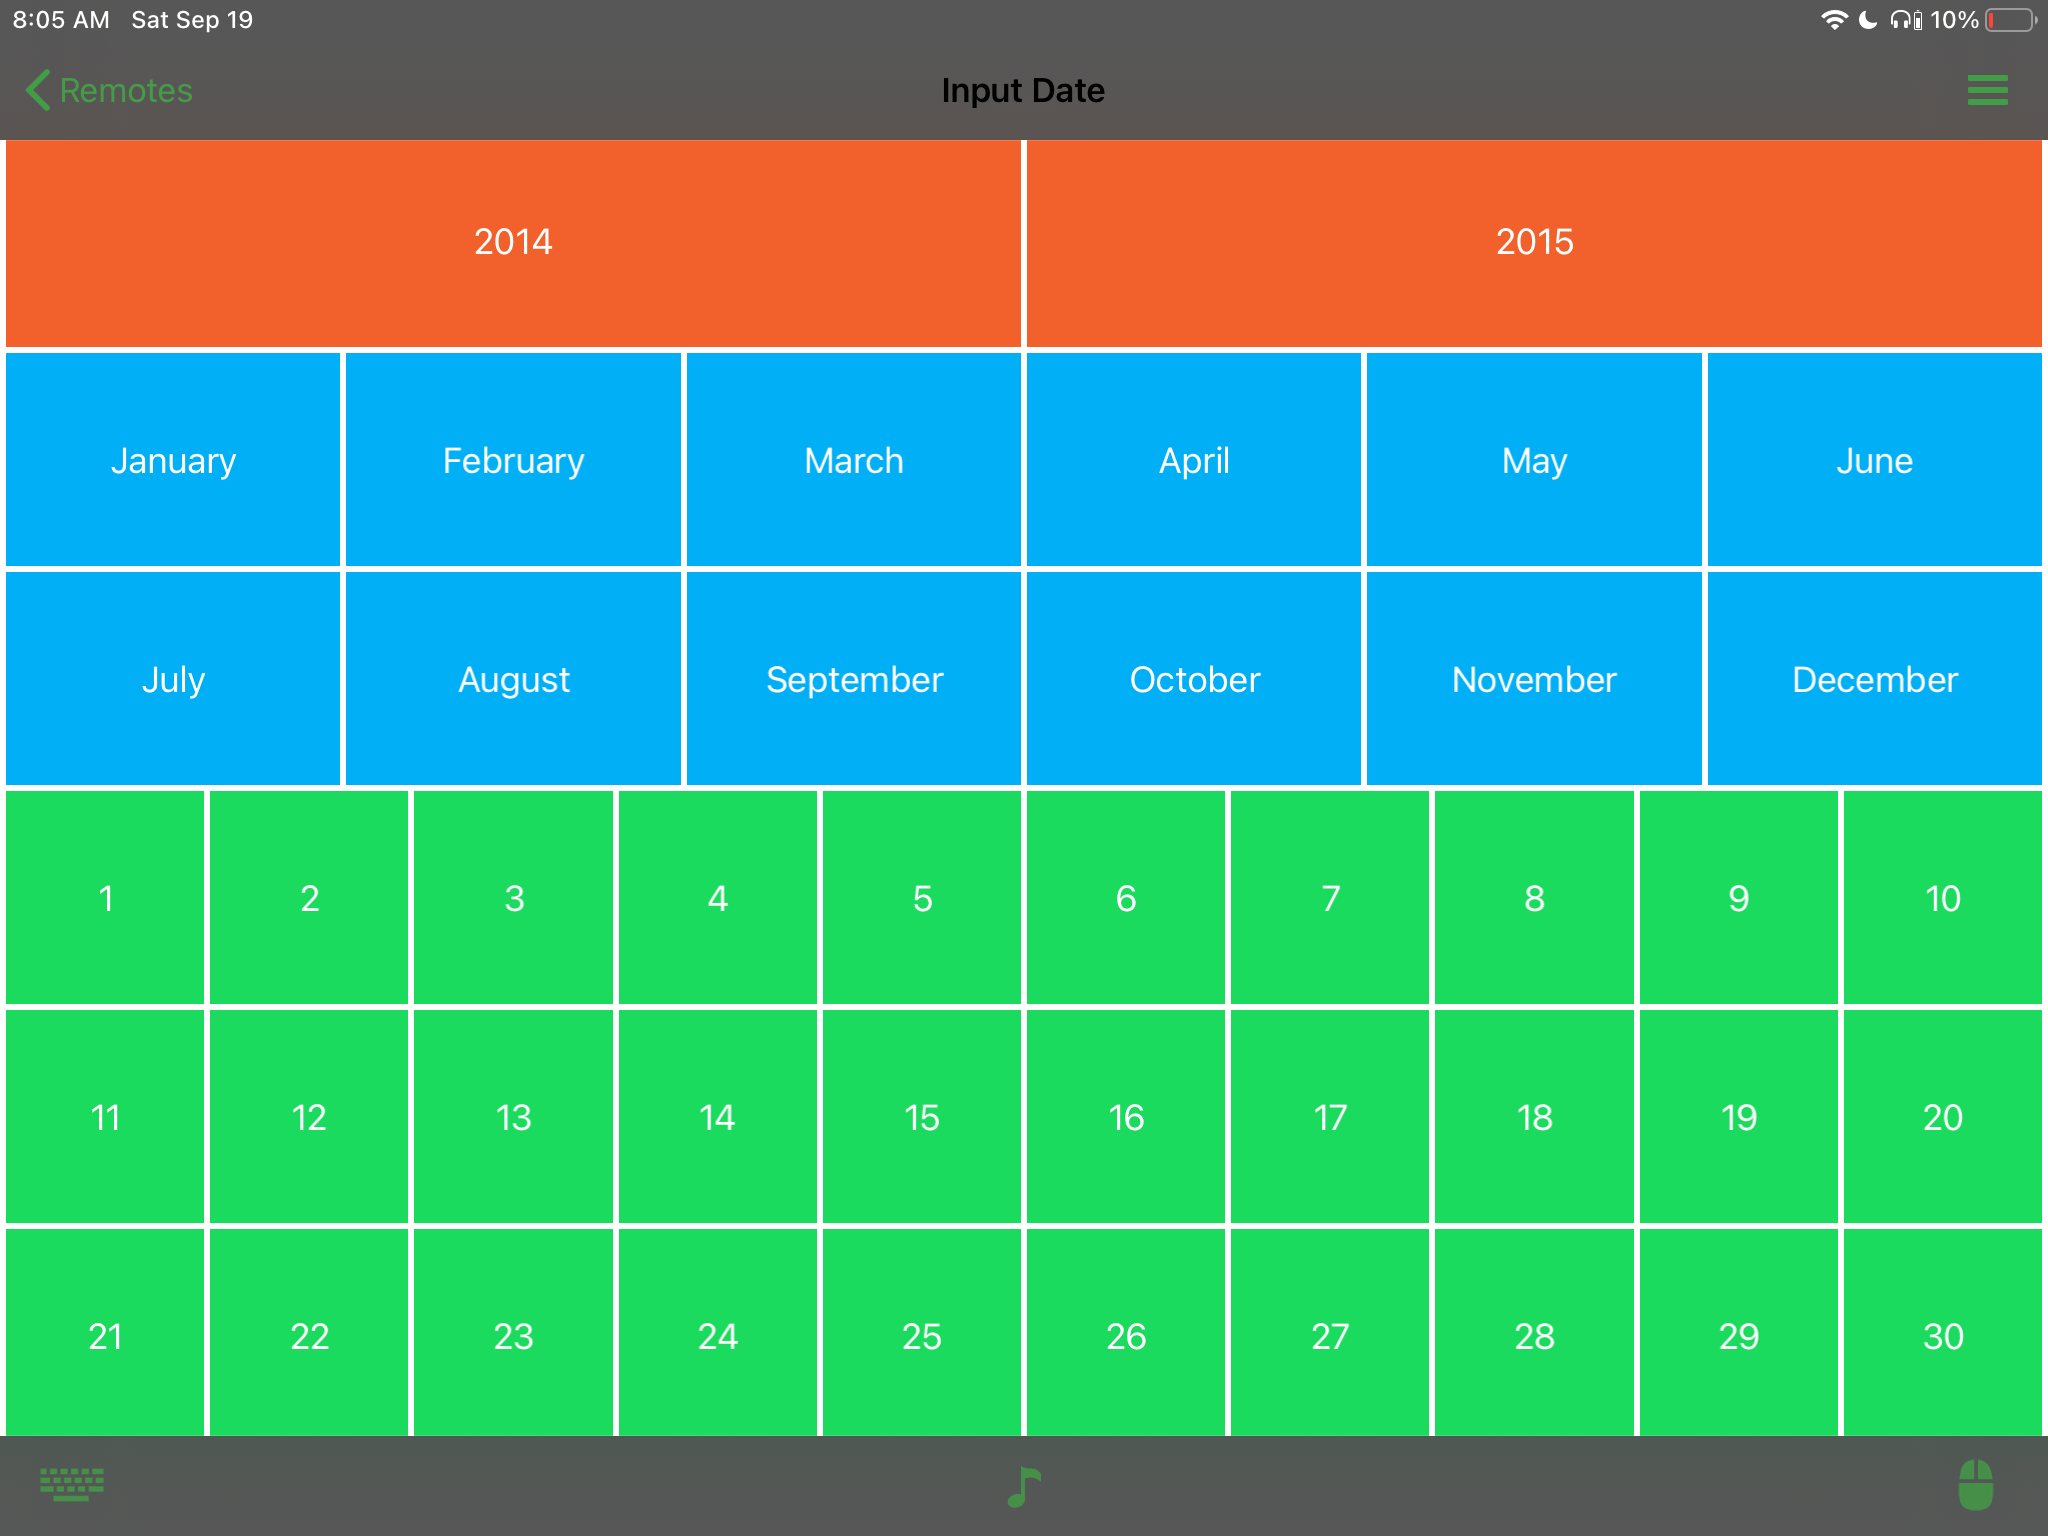 8:05 AM Sat Sep 19 10%
Remotes Input Date
2014 2015
January February March April May June
July August September October November December
1 2 3 4 5 6 7 8 9 10
11 12 13 14 15 16 17 18 19 20
21 22 23 24 25 26 27 28 29 30